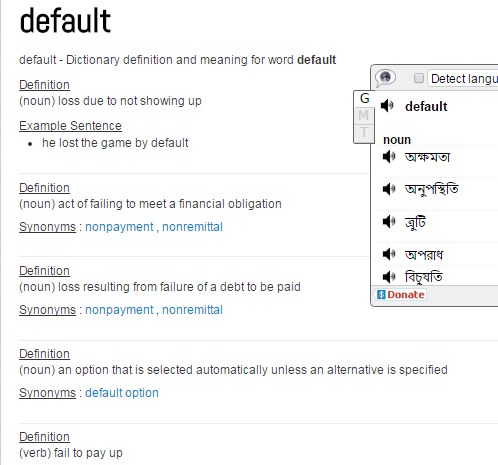 default
default - Dictionary definition and meaning for word default
Definition
(noun) loss due to not showing up
Example Sentence
he lost the game by default
Definition
(noun) act of failing to meet a financial obligation
Synonyms : nonpayment , nonremittal
Definition
(noun) loss resulting from failure of a debt to be paid
Synonyms : nonpayment , nonremittal
Definition
(noun) an option that is selected automatically unless an alternative is specified
Synonyms : default option
Definition
(verb) fail to pay up
Detect langu
G
M
T
default
noun
অক্ষমতা
অনুপস্থিতি
ত্রুটি
অপরাধ
বিচ্যুতি
Donate